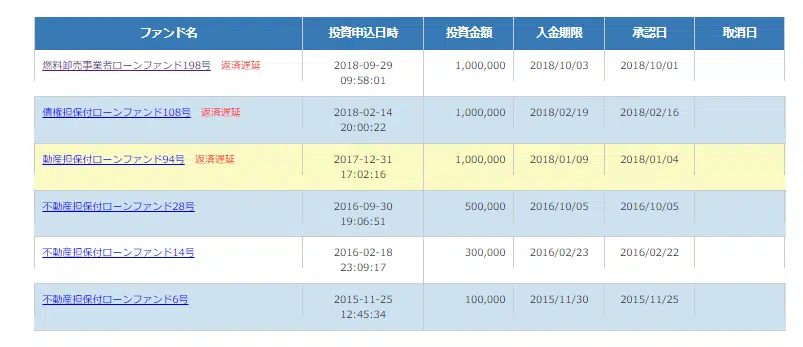 ファンド名 投資申込日時 投資金額 入金期限 承認日 取消日
燃料卸売事業者ローンファンド198号 返済遅延 2018-09-29 1,000,000 2018/10/03 2018/10/01
09:58:01
債権担保付ローンファンド108号 返済遅延 2018-02-14 1,000,000 2018/02/19 2018/02/16
20:00:22
動産担保付ローンファンド94号 返済遅延 2017-12-31 1,000,000 2018/01/09 2018/01/04
17:02:16
不動産担保付ローンファンド28号 2016-09-30 500,000 2016/10/05 2016/10/05
19:06:51
不動産担保付ローンファンド14号 2016-02-18 300,000 2016/02/23 2016/02/22
23:09:17
不動産担保付ローンファンド6号 2015-11-25 100,000 2015/11/30 2015/11/25
12:45:34